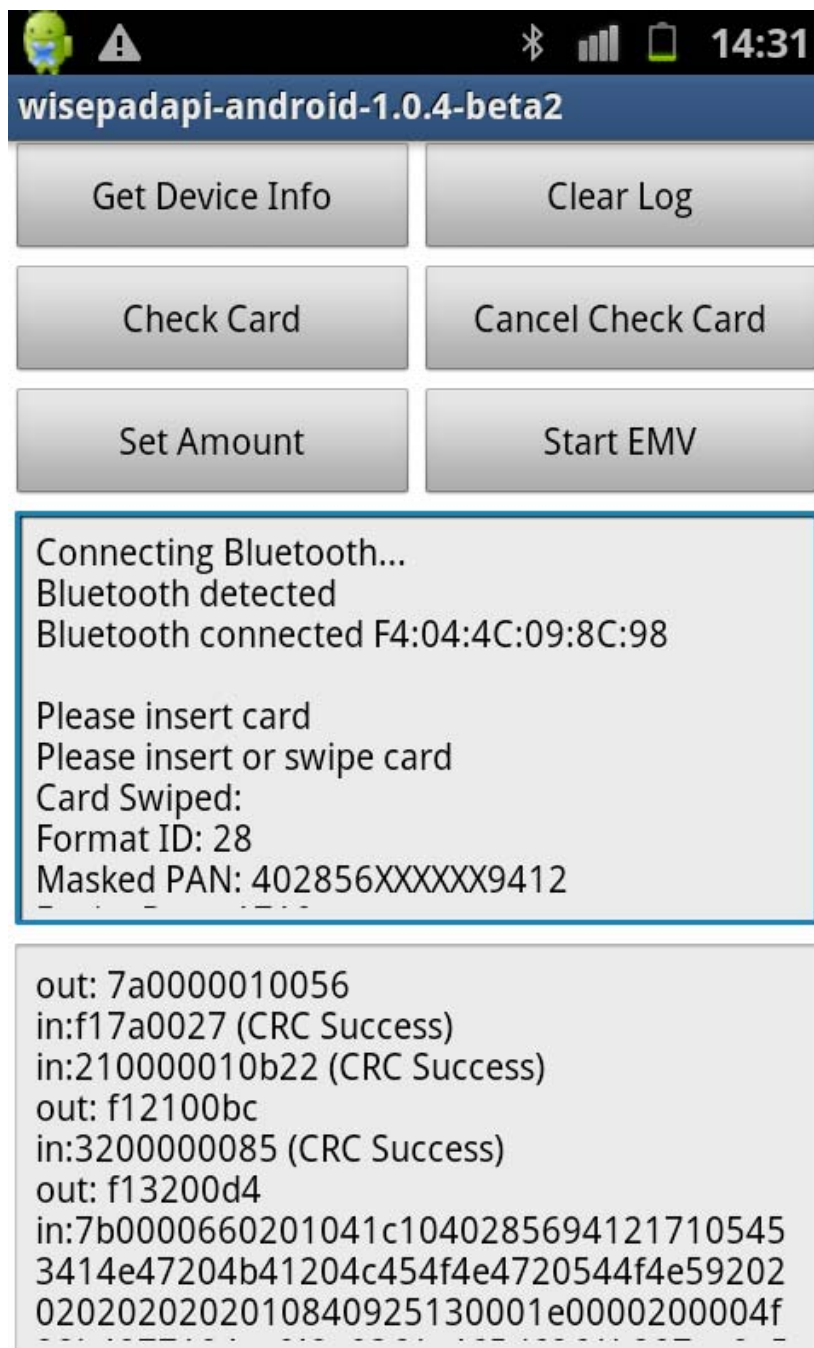 14:31
wisepadapi-android-1.0.4-beta2
Get Device Info
Clear Log
Check Card
Cancel Check Card
Set Amount
Start EMV
Connecting Bluetooth...
Bluetooth detected
Bluetooth connected F4:04:4C:09:8C:98
Please insert card
Please insert or swipe card
Card Swiped:
Format ID: 28
Masked PAN: 402856XXXXXX9412
out: 7a0000010056
in:f17a0027 (CRC Success)
in:210000010b22 (CRC Success)
out: f12100bc
in:3200000085 (CRC Success)
out: f13200d4
in:7b0000660201041c1040285694121710545
3414e47204b41204c454f4e4720544f4e59202
0202020202010840925130001e0000200004f